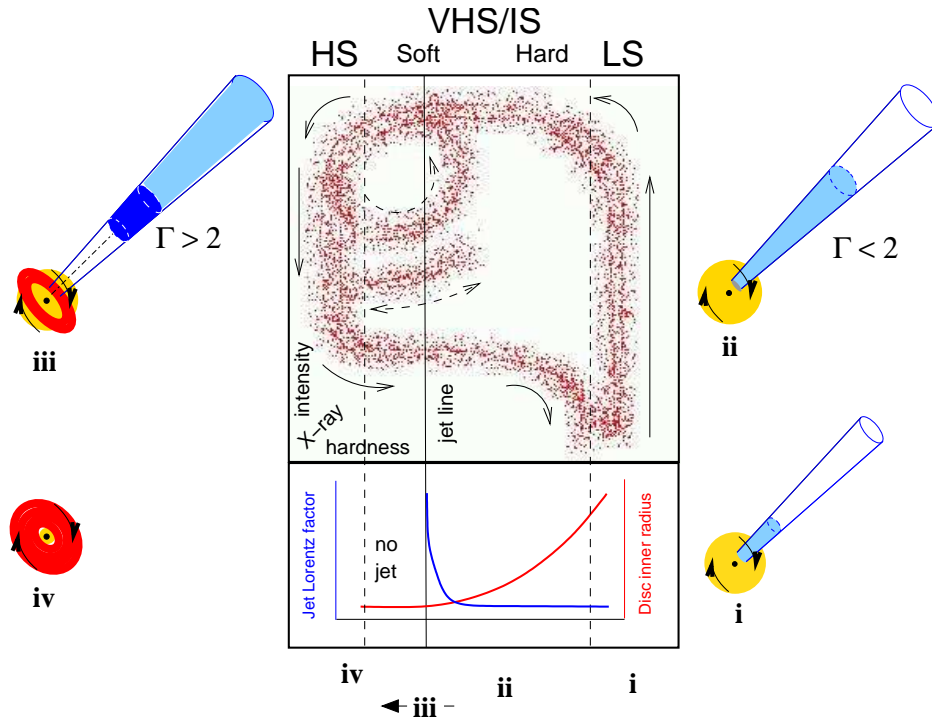 VHS/IS
HS
Soft
Hard
LS
Γ > 2
Γ < 2
iii
ii
intensity
X−ray
hardness
jet line
Jet Lorentz factor
no
jet
Disc inner radius
iv
i
iv
iii
ii
i